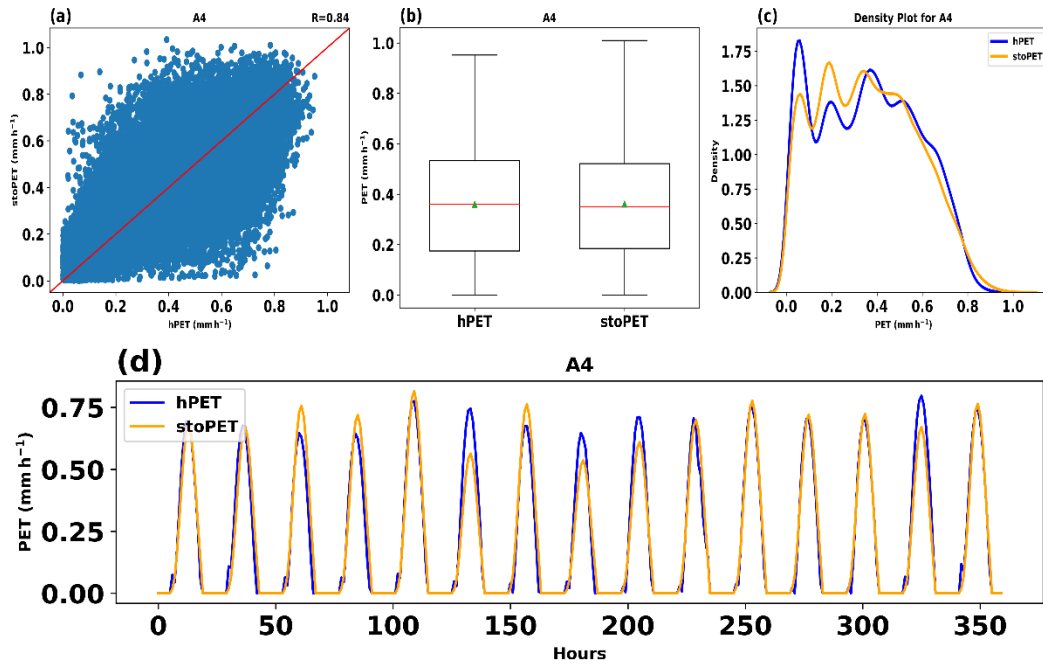 (a) A4 R=0.84
1.0
0.8
0.6
0.4
0.2
0.0
stoPET (mm h⁻¹)
0.0 0.2 0.4 0.6 0.8 1.0
hPET (mm h⁻¹)
(b) A4
1.0
0.8
0.6
0.4
0.2
0.0
PET (mm h⁻¹)
hPET stoPET
(c) Density Plot for A4
hPET
stoPET
1.75
1.50
1.25
1.00
0.75
0.50
0.25
0.00
Density
0.0 0.2 0.4 0.6 0.8 1.0
PET (mm h⁻¹)
(d) A4
hPET
stoPET
0.75
0.50
0.25
0.00
PET (mm h⁻¹)
0 50 100 150 200 250 300 350
Hours